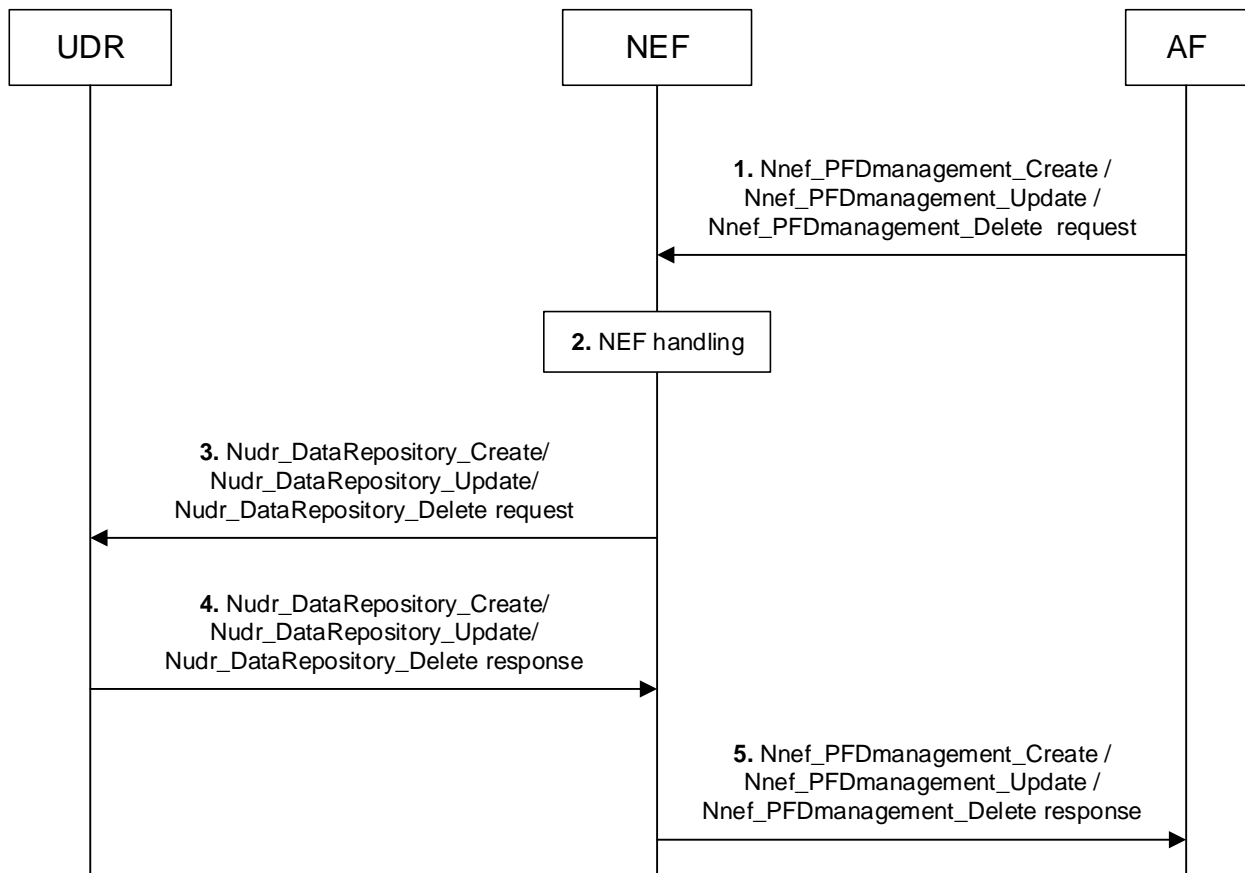 UDR
NEF
AF
1. Nnef_PFDmanagement_Create /
Nnef_PFDmanagement_Update /
Nnef_PFDmanagement_Delete  request
2. NEF handling
3. Nudr_DataRepository_Create/
Nudr_DataRepository_Update/
Nudr_DataRepository_Delete request
4. Nudr_DataRepository_Create/
Nudr_DataRepository_Update/
Nudr_DataRepository_Delete response
5. Nnef_PFDmanagement_Create /
Nnef_PFDmanagement_Update /
Nnef_PFDmanagement_Delete response